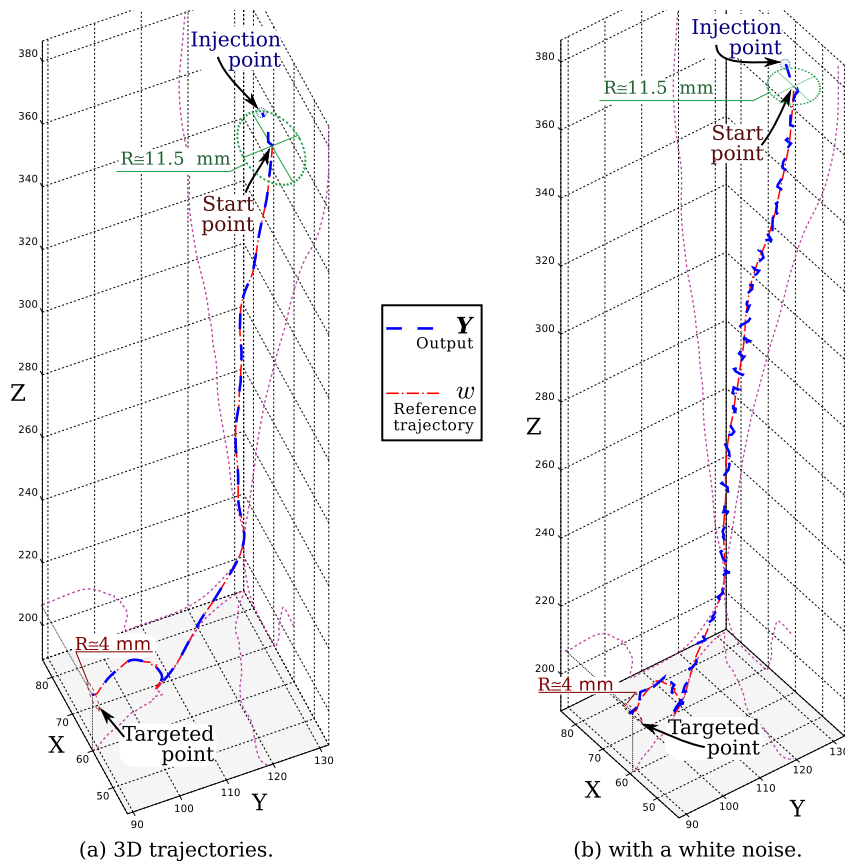 Injection
point
R≅11.5 mm
Start
point
380
360
340
320
300
280
260
240
220
200
Z
R≅4 mm
Targeted
point
80
70
60
50
X
90
100
110
120
130
Y
(a) 3D trajectories.
Y
Output
w
Reference
trajectory
Injection
point
R≅11.5 mm
Start
point
380
360
340
320
300
280
260
240
220
200
Z
R≅4 mm
Targeted
point
80
70
60
50
X
90
100
110
120
130
Y
(b) with a white noise.